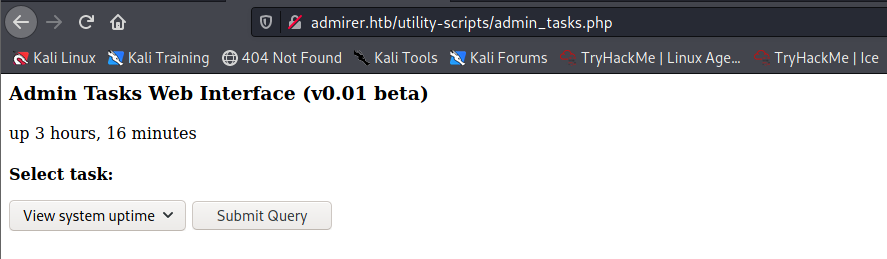 admirer.htb/utility-scripts/admin_tasks.php
Kali Linux Kali Training 404 Not Found Kali Tools Kali Forums TryHackMe | Linux Age... TryHackMe | Ice
Admin Tasks Web Interface (v0.01 beta)
up 3 hours, 16 minutes
Select task:
View system uptime Submit Query